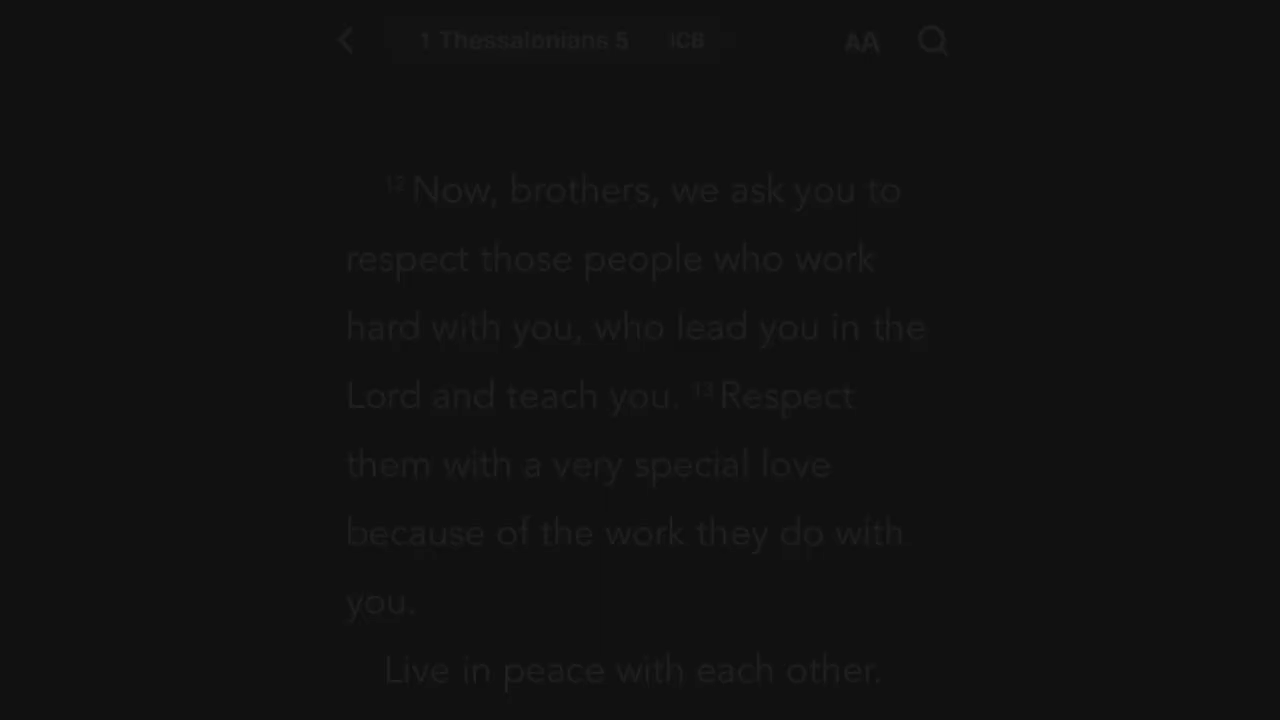 1 Thessalonians 5 ICB AA
12 Now, brothers, we ask you to
respect those people who work
hard with you, who lead you in the
Lord and teach you. 13 Respect
them with a very special love
because of the work they do with
you.
Live in peace with each other.